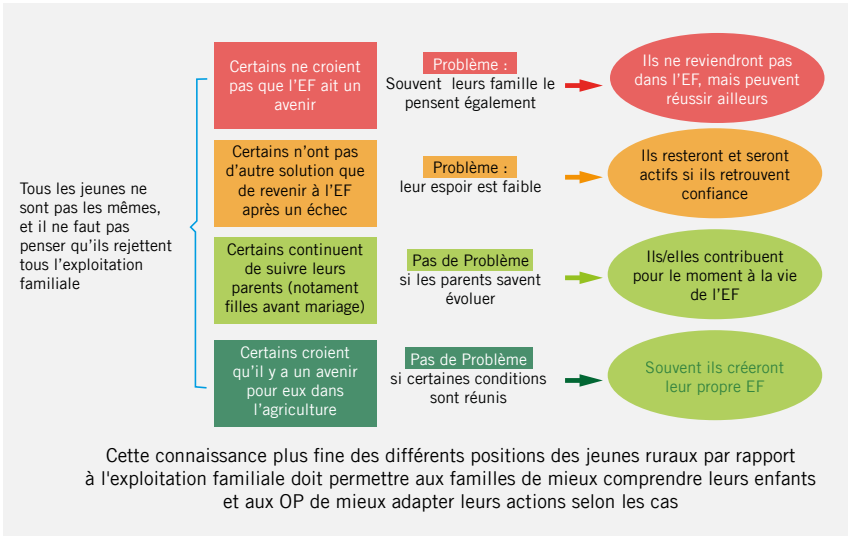 Tous les jeunes ne
sont pas les mêmes,
et il ne faut pas
penser qu'ils rejettent
tous l'exploitation
familiale
Certains ne croient
pas que l'EF ait un
avenir
Problème :
Souvent leurs famille le
pensent également
Ils ne reviendront pas
dans l'EF, mais peuvent
réussir ailleurs
Certains n'ont pas
d'autre solution que
de revenir à l'EF
après un échec
Problème :
leur espoir est faible
Ils resteront et seront
actifs si ils retrouvent
confiance
Certains continuent
de suivre leurs
parents (notament
filles avant mariage)
Pas de Problème
si les parents savent
évoluer
Ils/elles contribuent
pour le moment à la vie
de l'EF
Certains croient
qu'il y a un avenir
pour eux dans
l'agriculture
Pas de Problème
si certaines conditions
sont réunis
Souvent ils créeront
leur propre EF
Cette connaissance plus fine des différents positions des jeunes ruraux par rapport
à l'exploitation familiale doit permettre aux familles de mieux comprendre leurs enfants
et aux OP de mieux adapter leurs actions selon les cas